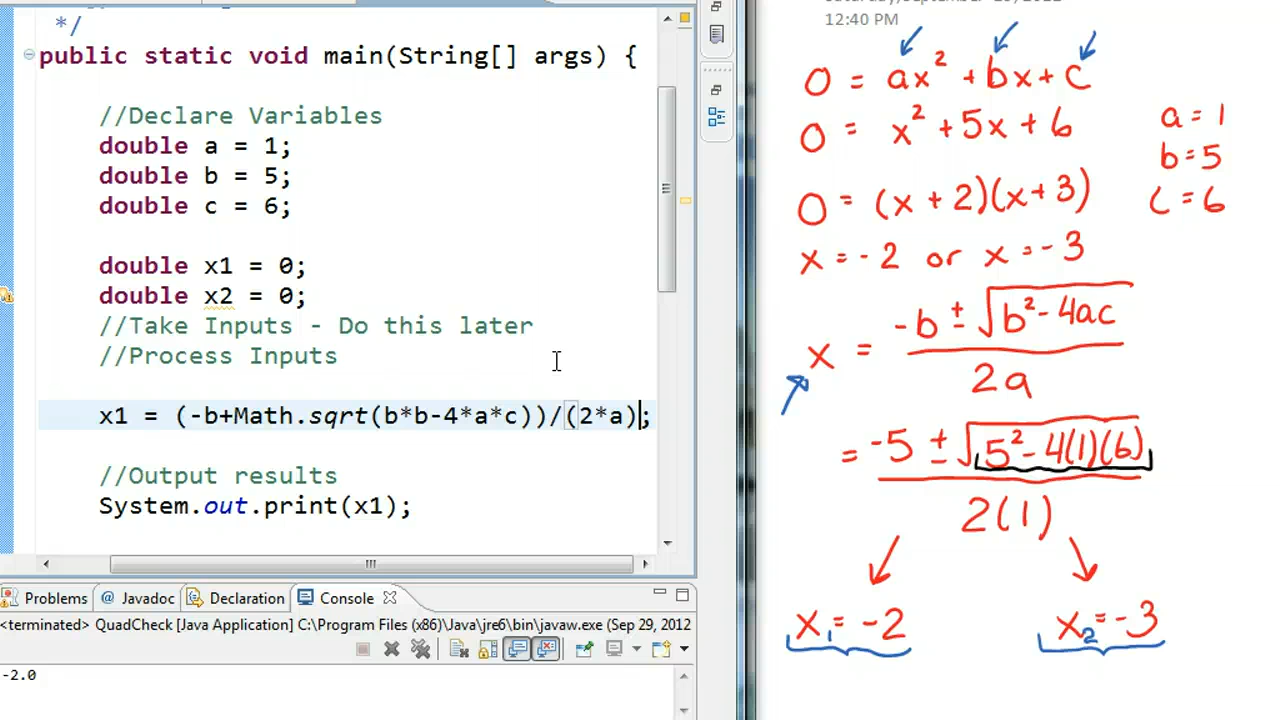 */
public static void main(String[] args) {
//Declare Variables
double a = 1;
double b = 5;
double c = 6;
double x1 = 0;
double x2 = 0;
//Take Inputs - Do this later
//Process Inputs
x1 = (-b+Math.sqrt(b*b-4*a*c))/(2*a);
//Output results
System.out.print(x1);
Problems @ Javadoc Declaration Console
<terminated> QuadCheck [Java Application] C:\Program Files (x86)\Java\jre6\bin\javaw.exe (Sep 29, 2012
-2.0
12:40 PM
0 = ax² + bx + c
0 = x² + 5x + 6
a = 1
b = 5
c = 6
0 = (x + 2)(x + 3)
x = -2 or x = -3
x = -b ± √b² - 4ac
2a
= -5 ± √5² - 4(1)(6)
2(1)
x₁ = -2 x₂ = -3